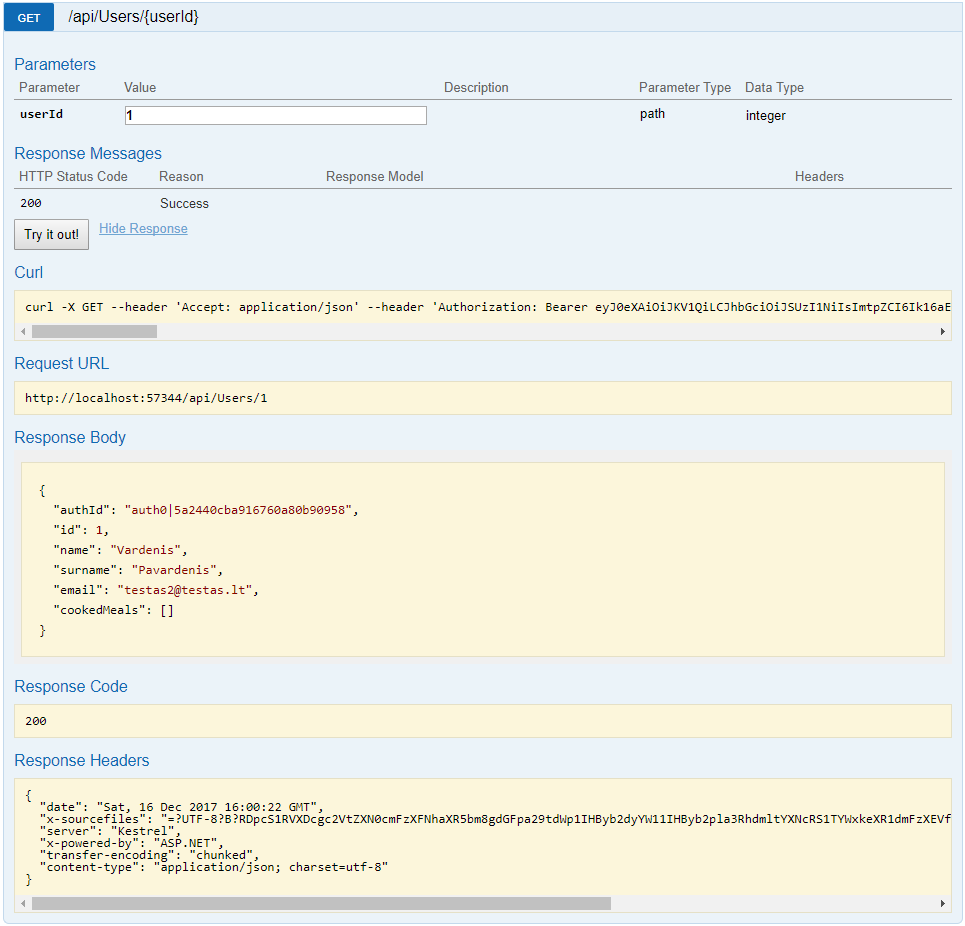 GET /api/Users/{userId}
Parameters
Parameter Value Description Parameter Type Data Type
userId 1 path integer
Response Messages
HTTP Status Code Reason Response Model Headers
200 Success
Try it out! Hide Response
Curl
curl -X GET --header 'Accept: application/json' --header 'Authorization: Bearer eyJ0eXAiOiJKV1QiLCJhbGciOiJSUzI1NiIsImtpZCI6Ik16aE
Request URL
http://localhost:57344/api/Users/1
Response Body
{
"authId": "auth0|5a2440cba916760a80b90958",
"id": 1,
"name": "Vardenis",
"surname": "Pavardenis",
"email": "testas2@testas.lt",
"cookedMeals": []
}
Response Code
200
Response Headers
{
"date": "Sat, 16 Dec 2017 16:00:22 GMT",
"x-sourcefiles": "=?UTF-8?B?RDpcS1RVXDcgc2VtZXN0cmFzXFNhaXR5bm8gdGFpa29tdWp1IHByb2dyYW11IHByb2pla3RhdmltYXNcRS1TYWxkeXR1dmFzXEVf
"server": "Kestrel",
"x-powered-by": "ASP.NET",
"transfer-encoding": "chunked",
"content-type": "application/json; charset=utf-8"
}